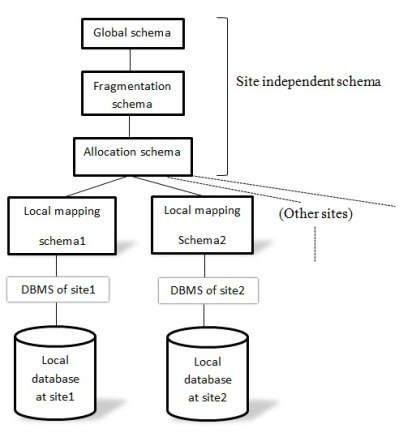 Global schema
Fragmentation
schema
Site independent schema
Allocation schema
Local mapping
schema1
Local mapping
Schema2
(Other sites)
DBMS of site1
DBMS of site2
Local
database
at site1
Local
database
at site2